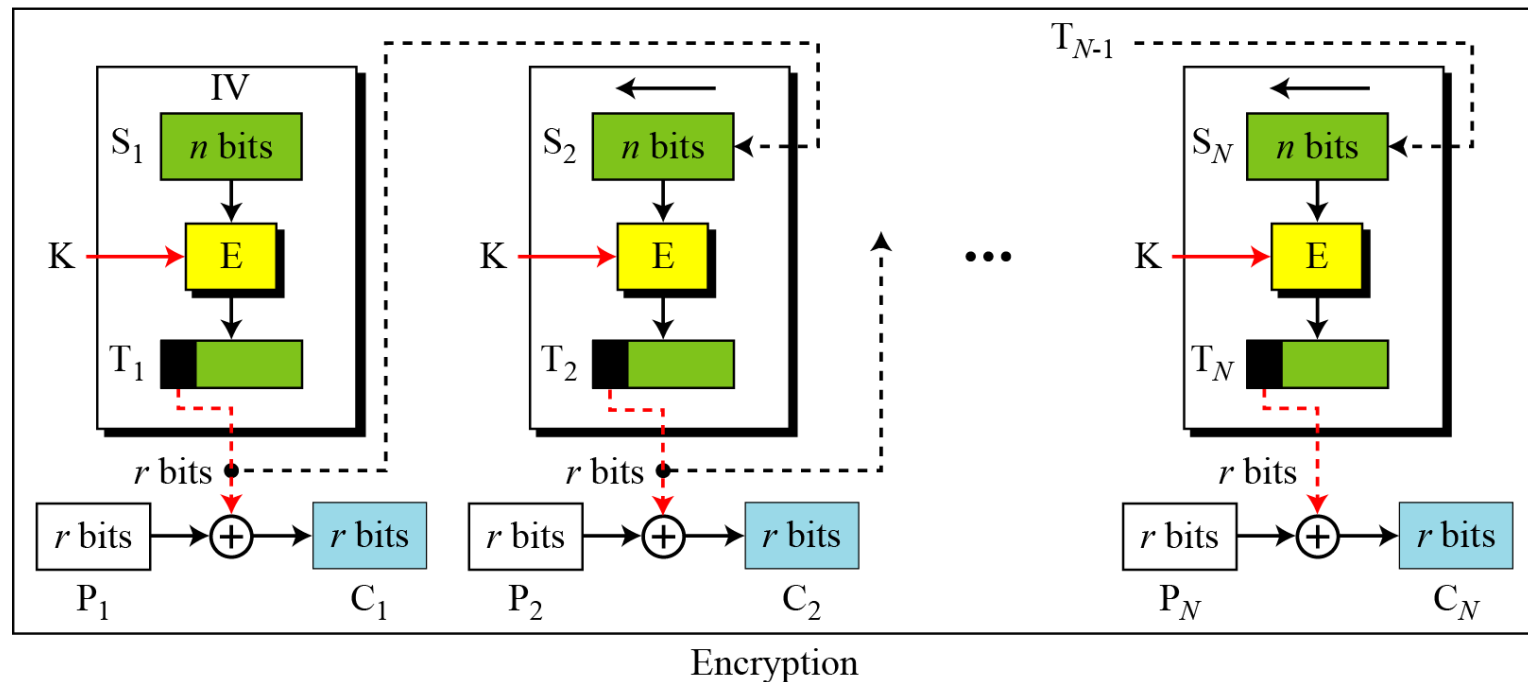 T_{N-1}
IV
S_1 n bits
S_2 n bits
S_N n bits
K E
K E
... K E
T_1
T_2
T_N
r bits
r bits
r bits
r bits + r bits
r bits + r bits
r bits + r bits
P_1 C_1
P_2 C_2
P_N C_N
Encryption